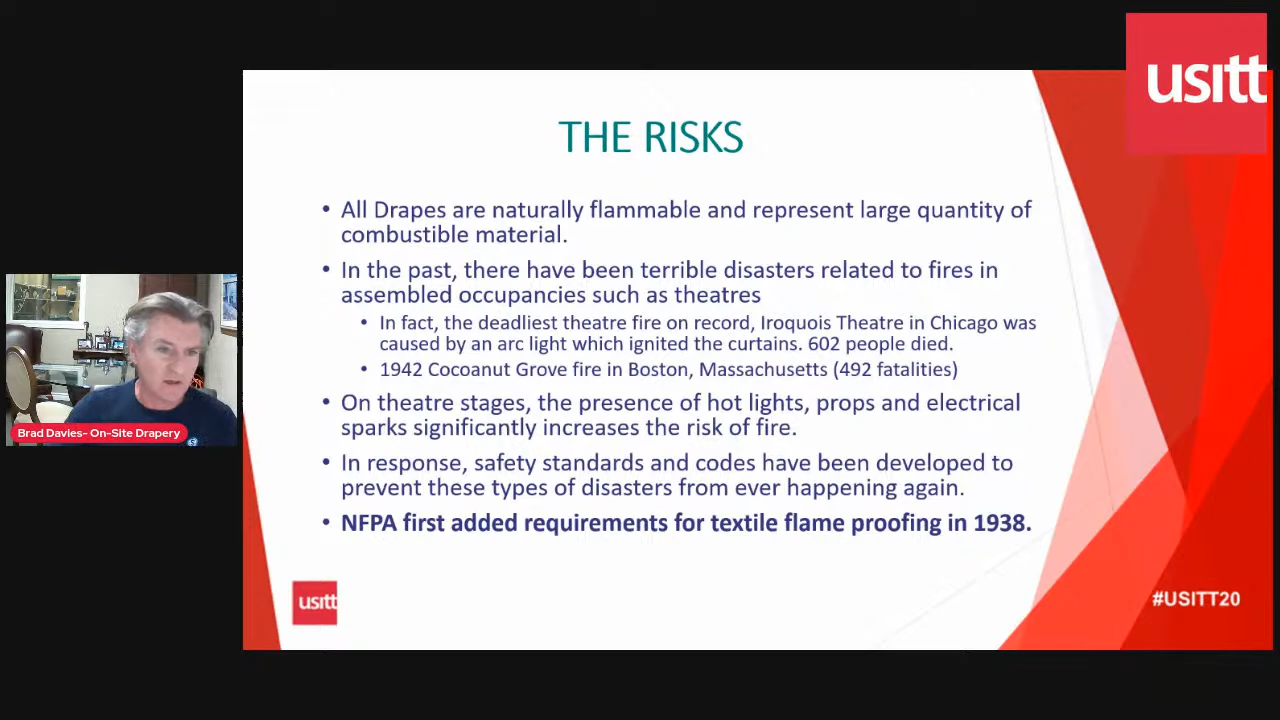 usitt
THE RISKS
• All Drapes are naturally flammable and represent large quantity of
combustible material.
• In the past, there have been terrible disasters related to fires in
assembled occupancies such as theatres
• In fact, the deadliest theatre fire on record, Iroquois Theatre in Chicago was
caused by an arc light which ignited the curtains. 602 people died.
• 1942 Cocoanut Grove fire in Boston, Massachusetts (492 fatalities)
• On theatre stages, the presence of hot lights, props and electrical
sparks significantly increases the risk of fire.
• In response, safety standards and codes have been developed to
prevent these types of disasters from ever happening again.
• NFPA first added requirements for textile flame proofing in 1938.
Brad Davies- On-Site Drapery
usitt
#USITT20